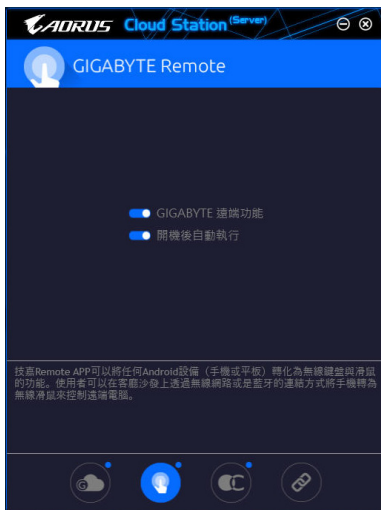 AORUS Cloud Station (Server)
GIGABYTE Remote
GIGABYTE 遠端功能
開機後自動執行
技嘉Remote APP可以將任何Android設備（手機或平板）轉化為無線鍵盤與滑鼠
的功能。使用者可以在客廳沙發上透過無線網路或是藍牙的連結方式將手機轉為
無線滑鼠來控制遠端電腦。
G
C